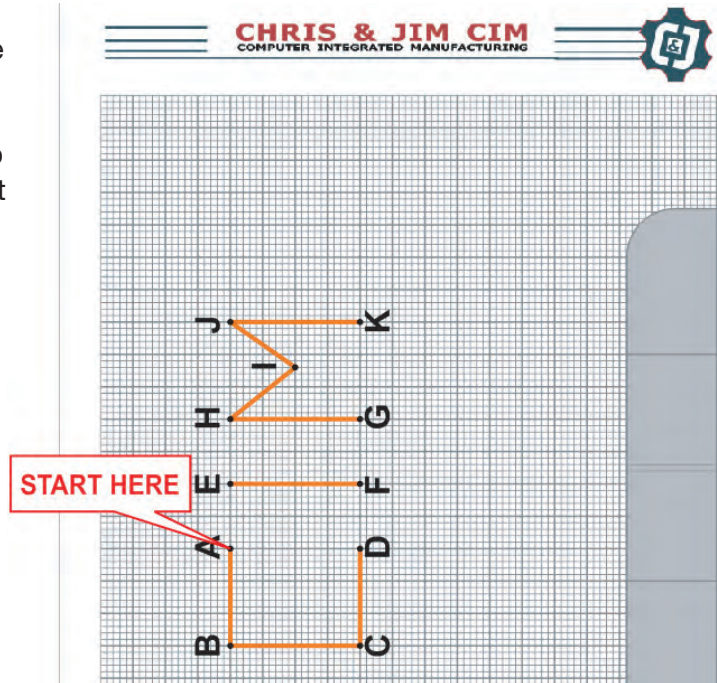 CHRIS & JIM CIM
COMPUTER INTEGRATED MANUFACTURING
&
e
o
t
J
K
I
H
G
START HERE
E
F
A
D
B
C